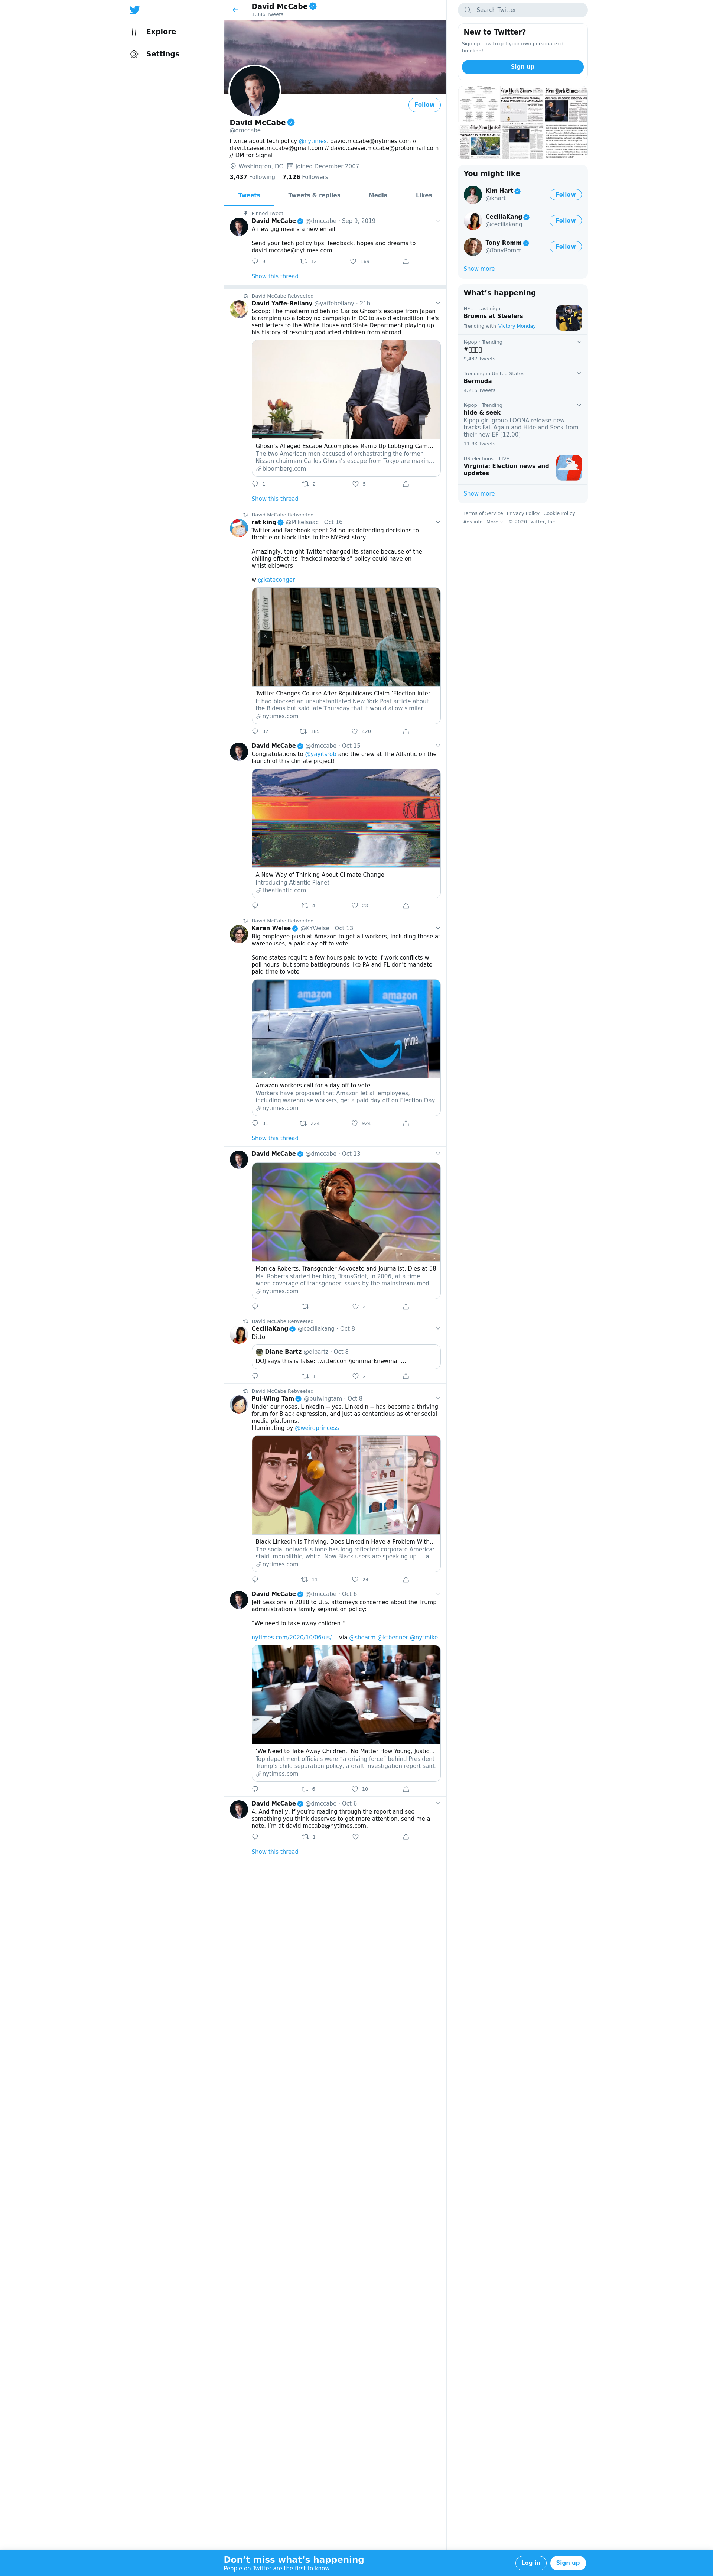 Explore
Settings
David McCabe
1,386 Tweets
Follow
David McCabe
@dmccabe
I write about tech policy @nytimes. david.mccabe@nytimes.com //
david.caeser.mccabe@gmail.com // david.caesar.mccabe@protonmail.com
// DM for Signal
Washington, DC Joined December 2007
3,437 Following 7,126 Followers
Tweets Tweets & replies Media Likes
Pinned Tweet
David McCabe @dmccabe · Sep 9, 2019
A new gig means a new email.
Send your tech policy tips, feedback, hopes and dreams to
david.mccabe@nytimes.com.
9 12 169
Show this thread
David McCabe Retweeted
David Yaffe-Bellany @yaffebellany · 21h
Scoop: The mastermind behind Carlos Ghosn's escape from Japan
is ramping up a lobbying campaign in DC to avoid extradition. He's
sent letters to the White House and State Department playing up
his history of rescuing abducted children from abroad.
Ghosn's Alleged Escape Accomplices Ramp Up Lobbying Cam...
The two American men accused of orchestrating the former
Nissan chairman Carlos Ghosn's escape from Tokyo are makin...
bloomberg.com
1 2 5
Show this thread
David McCabe Retweeted
rat king @MikeIsaac · Oct 16
Twitter and Facebook spent 24 hours defending decisions to
throttle or block links to the NYPost story.
Amazingly, tonight Twitter changed its stance because of the
chilling effect its "hacked materials" policy could have on
whistleblowers
w @kateconger
Twitter Changes Course After Republicans Claim 'Election Inter...
It had blocked an unsubstantiated New York Post article about
the Bidens but said late Thursday that it would allow similar ...
nytimes.com
32 185 420
David McCabe @dmccabe · Oct 15
Congratulations to @yayitsrob and the crew at The Atlantic on the
launch of this climate project!
A New Way of Thinking About Climate Change
Introducing Atlantic Planet
theatlantic.com
4 23
David McCabe Retweeted
Karen Weise @KYWeise · Oct 13
Big employee push at Amazon to get all workers, including those at
warehouses, a paid day off to vote.
Some states require a few hours paid to vote if work conflicts w
poll hours, but some battlegrounds like PA and FL don't mandate
paid time to vote
amazon
amazon
prime
Amazon workers call for a day off to vote.
Workers have proposed that Amazon let all employees,
including warehouse workers, get a paid day off on Election Day.
nytimes.com
31 224 924
Show this thread
David McCabe @dmccabe · Oct 13
Monica Roberts, Transgender Advocate and Journalist, Dies at 58
Ms. Roberts started her blog, TransGriot, in 2006, at a time
when coverage of transgender issues by the mainstream medi...
nytimes.com
2
David McCabe Retweeted
CeciliaKang @ceciliakang · Oct 8
Ditto
Diane Bartz @dibartz · Oct 8
DOJ says this is false: twitter.com/johnmarknewman...
1 2
David McCabe Retweeted
Pui-Wing Tam @puiwingtam · Oct 8
Under our noses, LinkedIn -- yes, LinkedIn -- has become a thriving
forum for Black expression, and just as contentious as other social
media platforms.
Illuminating by @weirdprincess
Black LinkedIn Is Thriving. Does LinkedIn Have a Problem With...
The social network's tone has long reflected corporate America:
staid, monolithic, white. Now Black users are speaking up — a...
nytimes.com
11 24
David McCabe @dmccabe · Oct 6
Jeff Sessions in 2018 to U.S. attorneys concerned about the Trump
administration's family separation policy:
"We need to take away children."
nytimes.com/2020/10/06/us/... via @shearm @ktbenner @nytmike
'We Need to Take Away Children,' No Matter How Young, Justic...
Top department officials were "a driving force" behind President
Trump's child separation policy, a draft investigation report said.
nytimes.com
6 10
David McCabe @dmccabe · Oct 6
4. And finally, if you're reading through the report and see
something you think deserves to get more attention, send me a
note. I'm at david.mccabe@nytimes.com.
1
Show this thread
Search Twitter
New to Twitter?
Sign up now to get your own personalized
timeline!
Sign up
You might like
Kim Hart
@khart
Follow
CeciliaKang
@ceciliakang
Follow
Tony Romm
@TonyRomm
Follow
Show more
What's happening
NFL · Last night
Browns at Steelers
Trending with Victory Monday
K-pop · Trending
#
9,437 Tweets
Trending in United States
Bermuda
4,215 Tweets
K-pop · Trending
hide & seek
K-pop girl group LOONA release new
tracks Fall Again and Hide and Seek from
their new EP [12:00]
11.8K Tweets
US elections · LIVE
Virginia: Election news and
updates
Show more
Terms of Service Privacy Policy Cookie Policy
Ads info More © 2020 Twitter, Inc.
Don't miss what's happening
People on Twitter are the first to know.
Log in Sign up